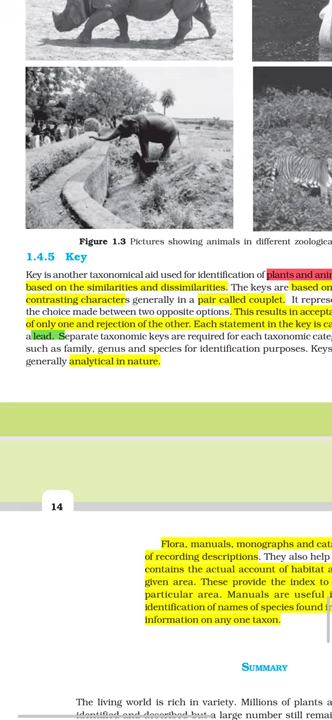 Figure 1.3 Pictures showing animals in different zoologica
1.4.5 Key
Key is another taxonomical aid used for identification of plants and anim
based on the similarities and dissimilarities. The keys are based on
contrasting characters generally in a pair called couplet. It represe
the choice made between two opposite options. This results in accepta
of only one and rejection of the other. Each statement in the key is ca
a lead. Separate taxonomic keys are required for each taxonomic cate
such as family, genus and species for identification purposes. Keys
generally analytical in nature.
14
Flora, manuals, monographs and cata
of recording descriptions. They also help
contains the actual account of habitat a
given area. These provide the index to
particular area. Manuals are useful i
identification of names of species found in
information on any one taxon.
SUMMARY
The living world is rich in variety. Millions of plants a
identified and described but a large number still remai